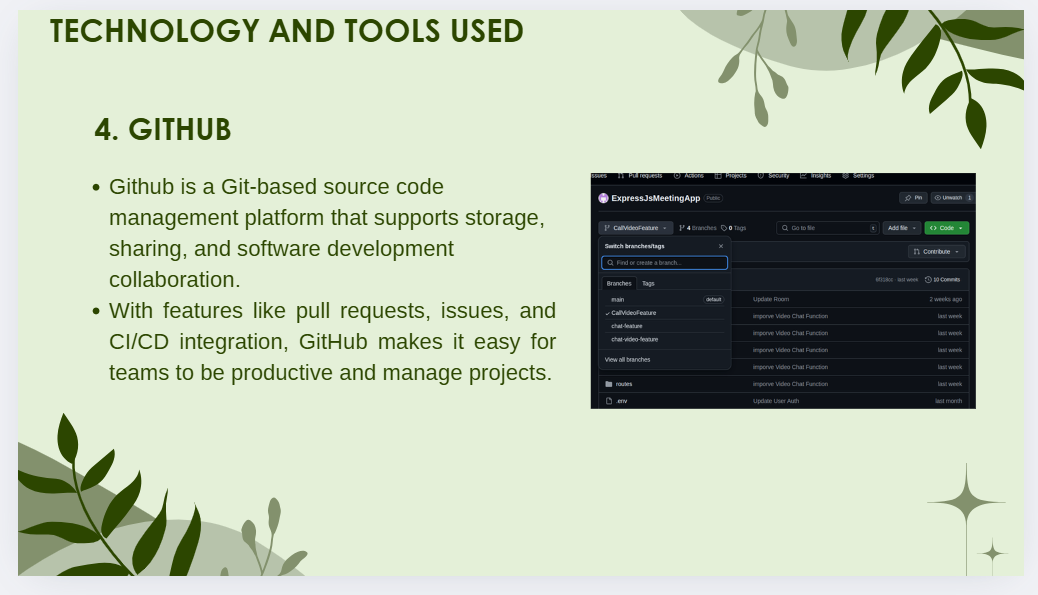 TECHNOLOGY AND TOOLS USED
4. GITHUB
• Github is a Git-based source code
management platform that supports storage,
sharing, and software development
collaboration.
• With features like pull requests, issues, and
CI/CD integration, GitHub makes it easy for
teams to be productive and manage projects.
ssues Pull requests Actions Projects Security Insights Settings
ExpressJsMeetingApp Public Pin Unwatch 1
CallVideoFeature 4 Branches 0 Tags Go to file t Add file Code
Switch branches/tags
Contribute
Find or create a branch...
Branches Tags
last week 10 Commits
main default Update Room 2 weeks ago
CallVideoFeature imporve Video Chat Function last week
chat-feature imporve Video Chat Function last week
chat-video-feature imporve Video Chat Function last week
View all branches imporve Video Chat Function last week
routes imporve Video Chat Function last week
.env Update User Auth last month